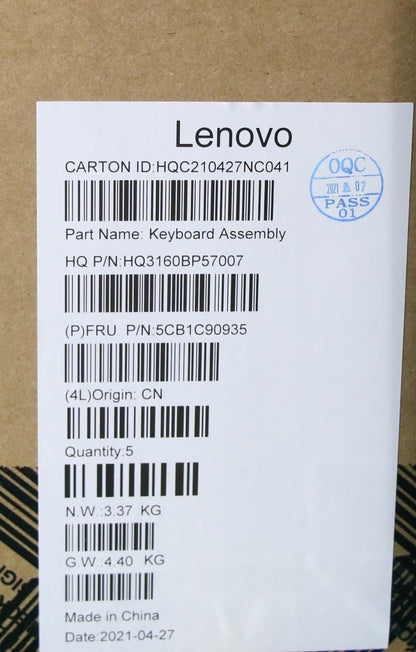 Lenovo
CARTON ID:HQC210427NC041
OQC
2021.05.07
PASS
01
Part Name: Keyboard Assembly
HQ P/N:HQ3160BP57007
(P)FRU P/N:5CB1C90935
(4L)Origin: CN
Quantity:5
N.W.:3.37 KG
G.W.:4.40 KG
Made in China
Date:2021-04-27